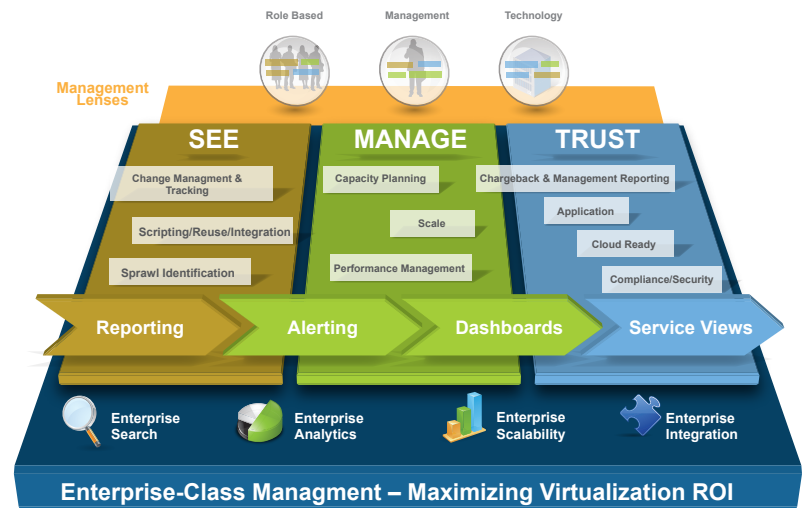 Role Based
Management
Technology
Management
Lenses
SEE
MANAGE
TRUST
Change Managment &
Tracking
Scripting/Reuse/Integration
Sprawl Identification
Capacity Planning
Scale
Performance Management
Chargeback & Management Reporting
Application
Cloud Ready
Compliance/Security
Reporting
Alerting
Dashboards
Service Views
Enterprise
Search
Enterprise
Analytics
Enterprise
Scalability
Enterprise
Integration
Enterprise-Class Managment – Maximizing Virtualization ROI